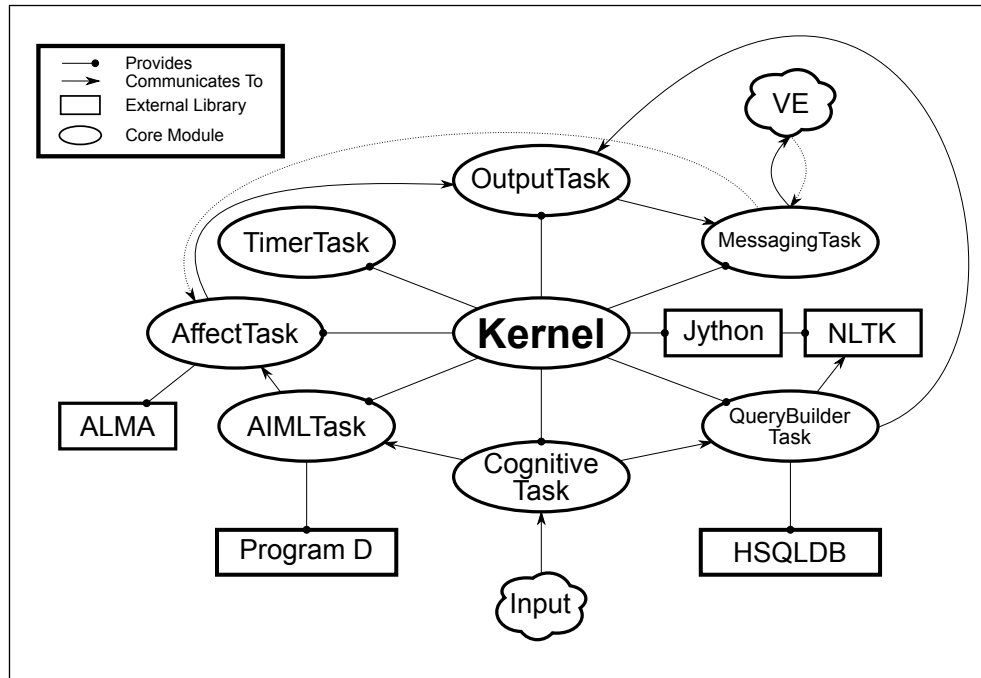 Provides
Communicates To
External Library
Core Module
VE
OutputTask
TimerTask
MessagingTask
AffectTask
Kernel
Jython
NLTK
ALMA
AIMLTask
QueryBuilder
Task
Cognitive
Task
Program D
HSQLDB
Input